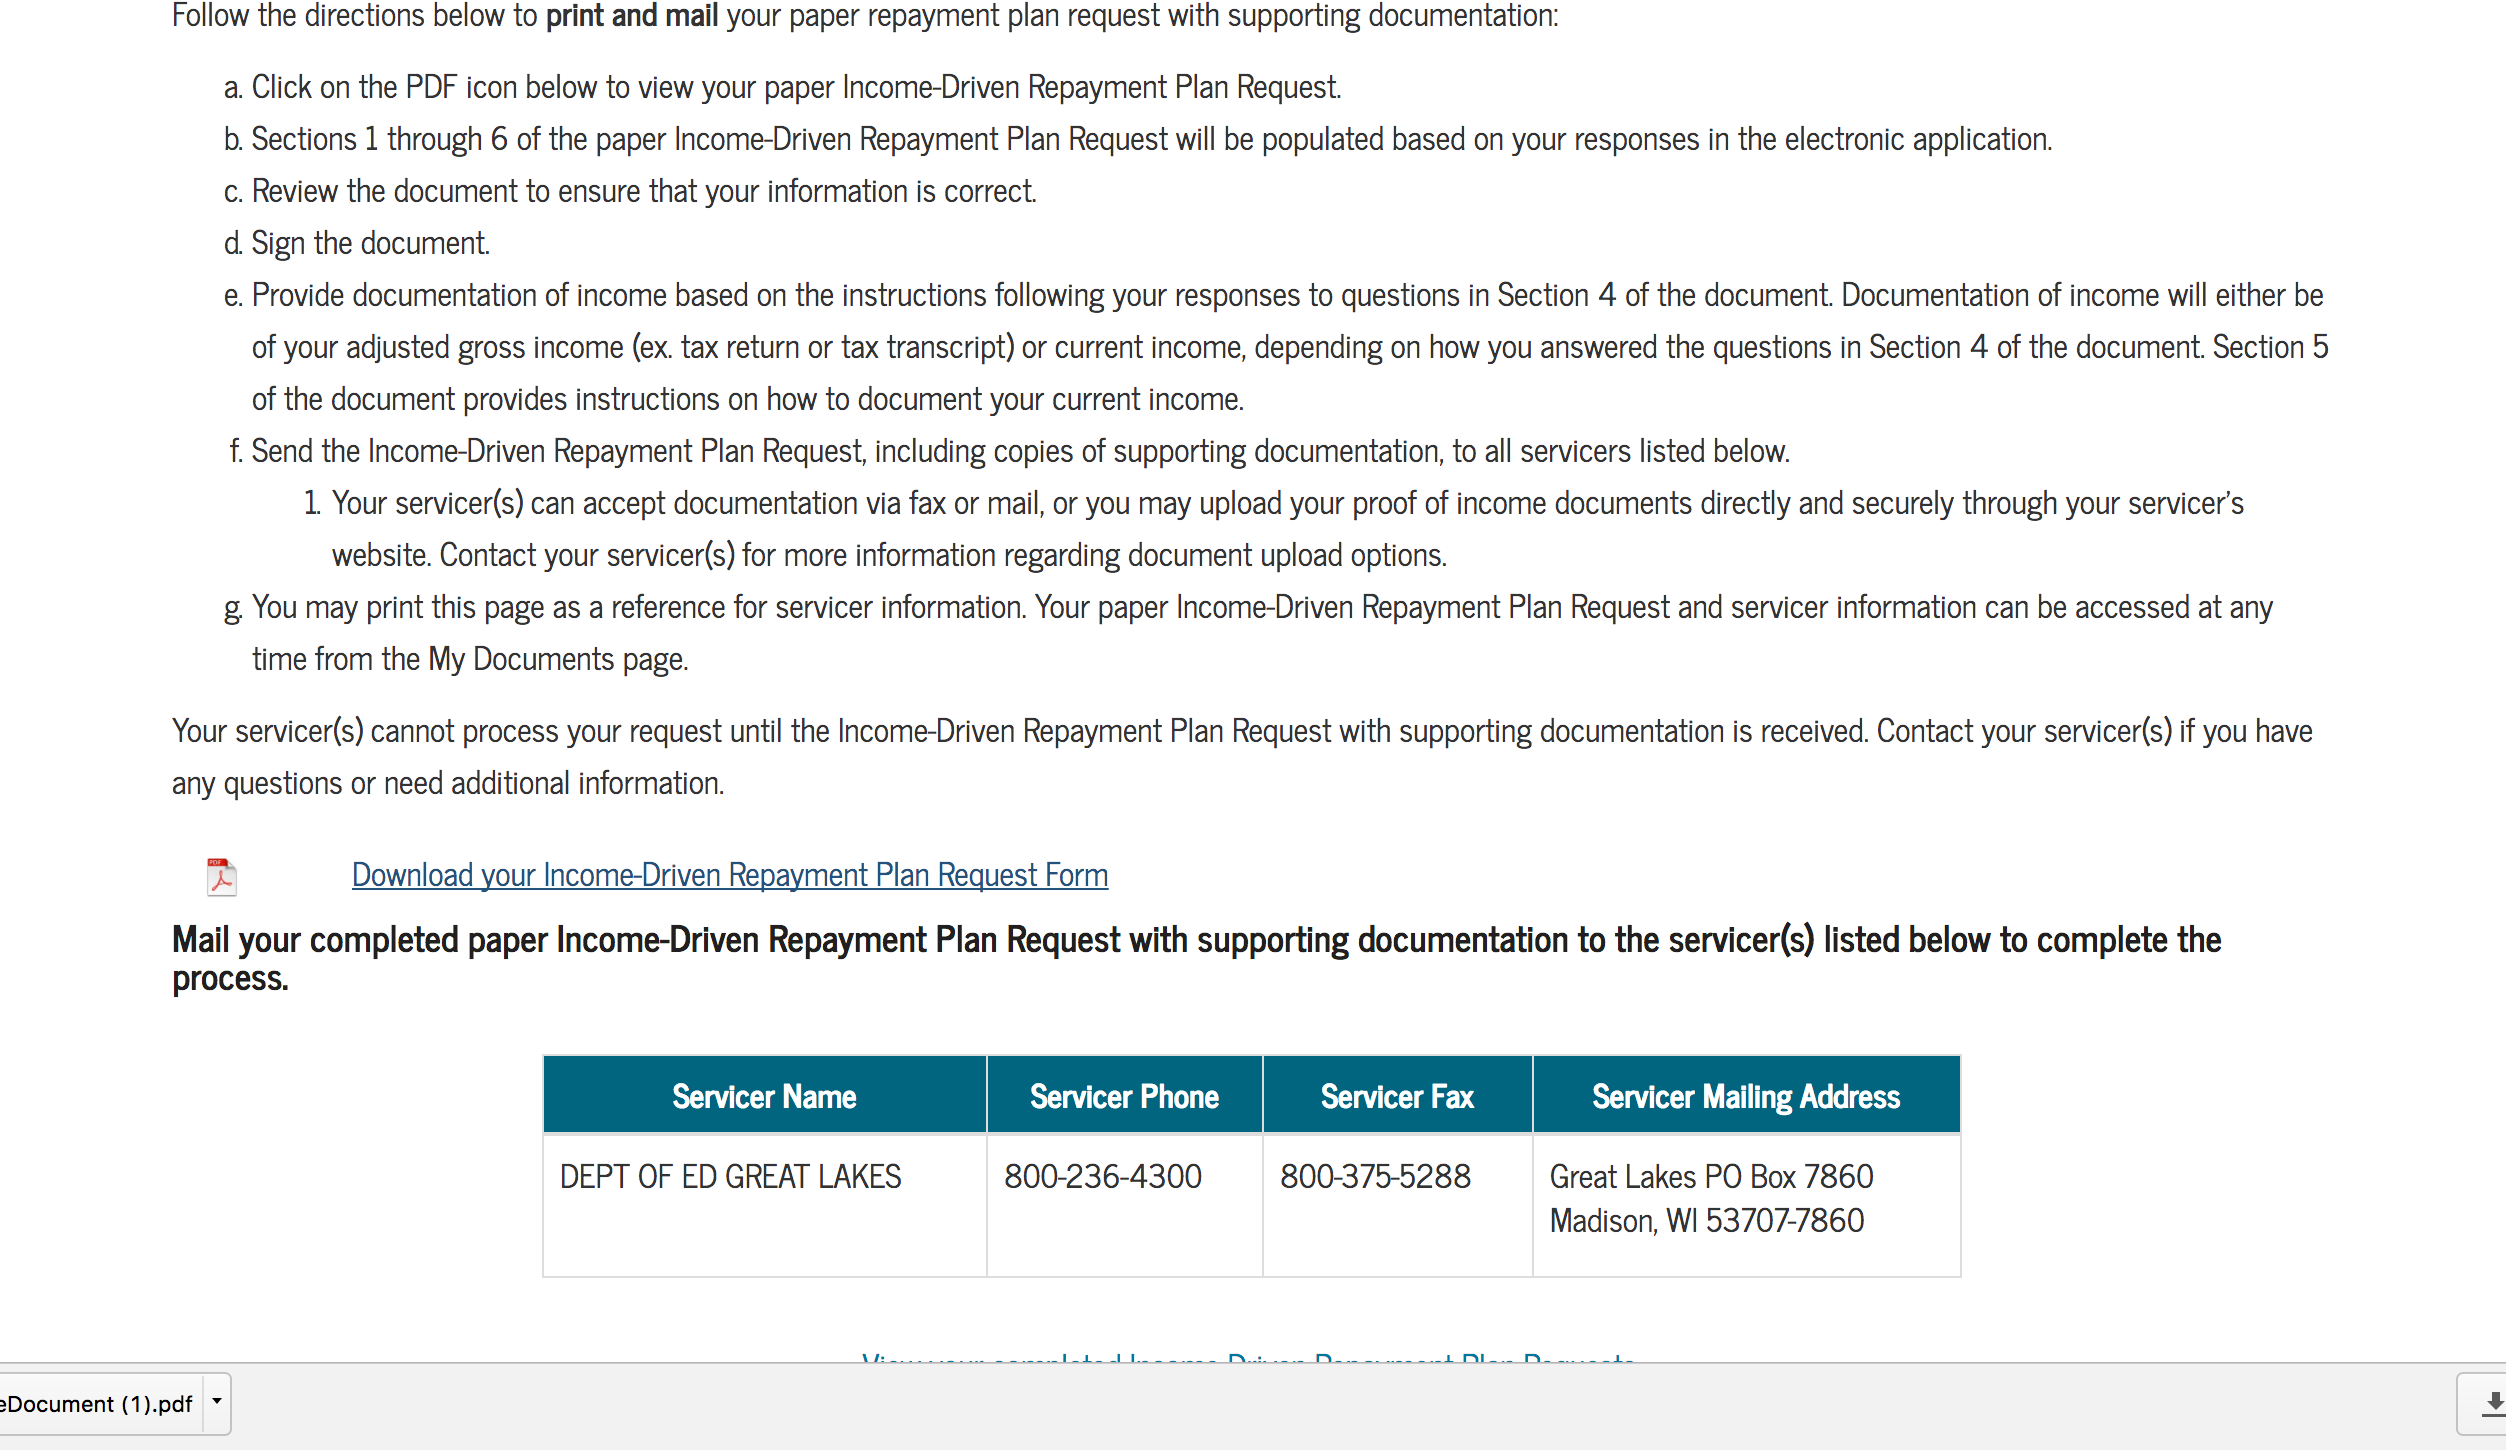 Follow the directions below to print and mail your paper repayment plan request with supporting documentation:
a. Click on the PDF icon below to view your paper Income-Driven Repayment Plan Request.
b. Sections 1 through 6 of the paper Income-Driven Repayment Plan Request will be populated based on your responses in the electronic application.
c. Review the document to ensure that your information is correct.
d. Sign the document.
e. Provide documentation of income based on the instructions following your responses to questions in Section 4 of the document. Documentation of income will either be
of your adjusted gross income (ex. tax return or tax transcript) or current income, depending on how you answered the questions in Section 4 of the document. Section 5
of the document provides instructions on how to document your current income.
f. Send the Income-Driven Repayment Plan Request, including copies of supporting documentation, to all servicers listed below.
1. Your servicer(s) can accept documentation via fax or mail, or you may upload your proof of income documents directly and securely through your servicer's
website. Contact your servicer(s) for more information regarding document upload options.
g. You may print this page as a reference for servicer information. Your paper Income-Driven Repayment Plan Request and servicer information can be accessed at any
time from the My Documents page.
Your servicer(s) cannot process your request until the Income-Driven Repayment Plan Request with supporting documentation is received. Contact your servicer(s) if you have
any questions or need additional information.
PDF
Download your Income-Driven Repayment Plan Request Form
Mail your completed paper Income-Driven Repayment Plan Request with supporting documentation to the servicer(s) listed below to complete the
process.
Servicer Name Servicer Phone Servicer Fax Servicer Mailing Address
DEPT OF ED GREAT LAKES 800-236-4300 800-375-5288 Great Lakes PO Box 7860
Madison, WI 53707-7860
View your completed Income-Driven Repayment Plan Requests
eDocument (1).pdf